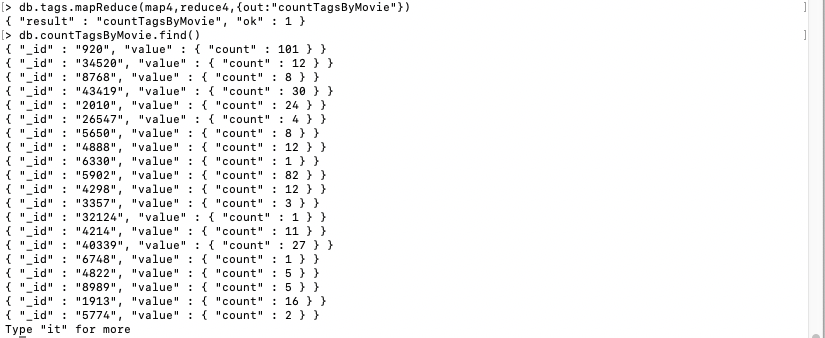 [> db.tags.mapReduce(map4,reduce4,{out:"countTagsByMovie"}) ]
{ "result" : "countTagsByMovie", "ok" : 1 }
[> db.countTagsByMovie.find() ]
{ "_id" : "920", "value" : { "count" : 101 } }
{ "_id" : "34520", "value" : { "count" : 12 } }
{ "_id" : "8768", "value" : { "count" : 8 } }
{ "_id" : "43419", "value" : { "count" : 30 } }
{ "_id" : "2010", "value" : { "count" : 24 } }
{ "_id" : "26547", "value" : { "count" : 4 } }
{ "_id" : "5650", "value" : { "count" : 8 } }
{ "_id" : "4888", "value" : { "count" : 12 } }
{ "_id" : "6330", "value" : { "count" : 1 } }
{ "_id" : "5902", "value" : { "count" : 82 } }
{ "_id" : "4298", "value" : { "count" : 12 } }
{ "_id" : "3357", "value" : { "count" : 3 } }
{ "_id" : "32124", "value" : { "count" : 1 } }
{ "_id" : "4214", "value" : { "count" : 11 } }
{ "_id" : "40339", "value" : { "count" : 27 } }
{ "_id" : "6748", "value" : { "count" : 1 } }
{ "_id" : "4822", "value" : { "count" : 5 } }
{ "_id" : "8989", "value" : { "count" : 5 } }
{ "_id" : "1913", "value" : { "count" : 16 } }
{ "_id" : "5774", "value" : { "count" : 2 } }
Type "it" for more